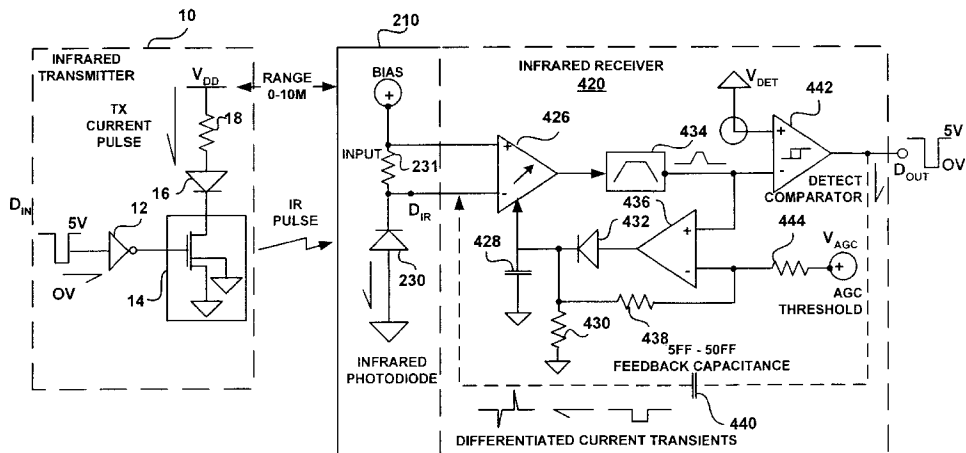 10
INFRARED
TRANSMITTER
V_DD
18
TX
CURRENT
PULSE
16
D_IN
5V
12
0V
14
RANGE
0-10M
IR
PULSE
210
BIAS
INPUT
231
D_IR
230
INFRARED
PHOTODIODE
INFRARED RECEIVER
420
426
434
V_DET
442
5V
0V
D_OUT
DETECT
COMPARATOR
436
432
428
444
V_AGC
AGC
THRESHOLD
430
438
5FF - 50FF
FEEDBACK CAPACITANCE
440
DIFFERENTIATED CURRENT TRANSIENTS